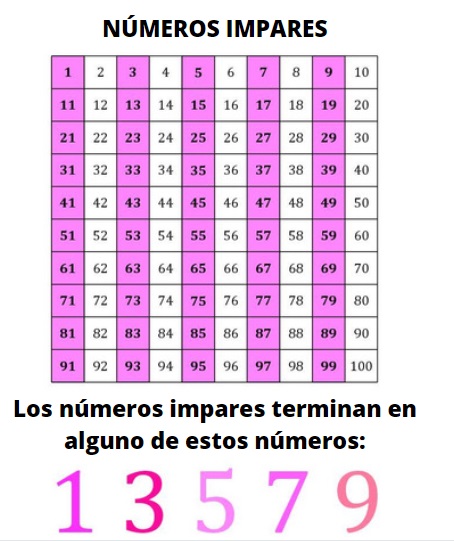 NÚMEROS IMPARES
1 2 3 4 5 6 7 8 9 10
11 12 13 14 15 16 17 18 19 20
21 22 23 24 25 26 27 28 29 30
31 32 33 34 35 36 37 38 39 40
41 42 43 44 45 46 47 48 49 50
51 52 53 54 55 56 57 58 59 60
61 62 63 64 65 66 67 68 69 70
71 72 73 74 75 76 77 78 79 80
81 82 83 84 85 86 87 88 89 90
91 92 93 94 95 96 97 98 99 100
Los números impares terminan en
alguno de estos números:
1 3 5 7 9